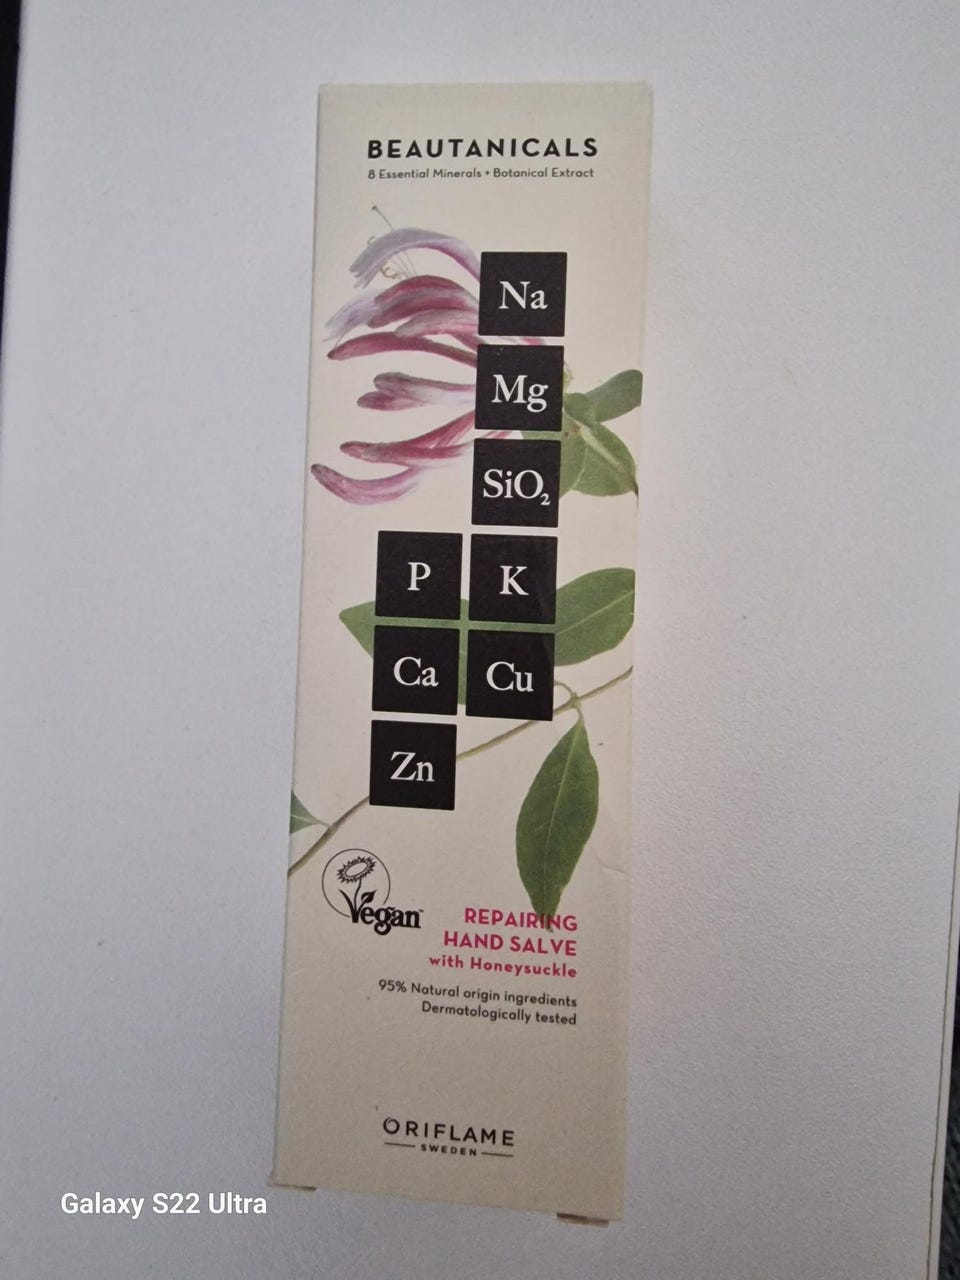 BEAUTANICALS
8 Essential Minerals + Botanical Extract
Na
Mg
SiO₂
P K
Ca Cu
Zn
Vegan™
REPAIRING
HAND SALVE
with Honeysuckle
95% Natural origin ingredients
Dermatologically tested
ORIFLAME
SWEDEN
Galaxy S22 Ultra